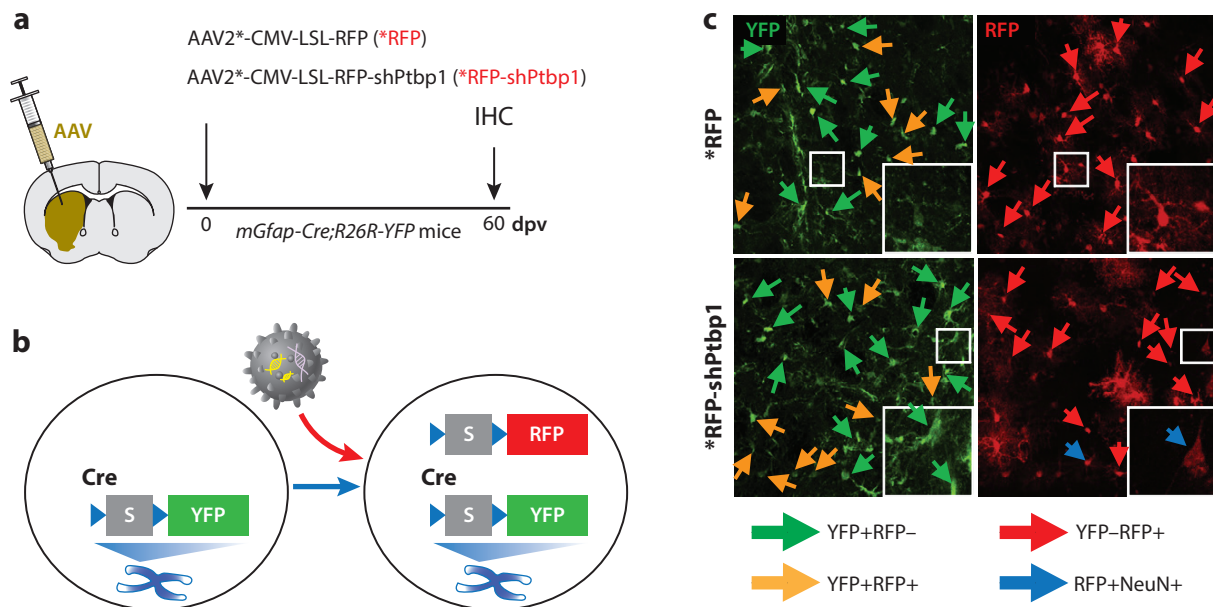 a
AAV2*-CMV-LSL-RFP (*RFP)
AAV2*-CMV-LSL-RFP-shPtbp1 (*RFP-shPtbp1)
AAV
IHC
0
mGfap-Cre;R26R-YFP mice
60 dpv
b
Cre
S
YFP
S
RFP
Cre
S
YFP
c
YFP
RFP
*RFP
*RFP-shPtbp1
YFP+RFP–
YFP–RFP+
YFP+RFP+
RFP+NeuN+